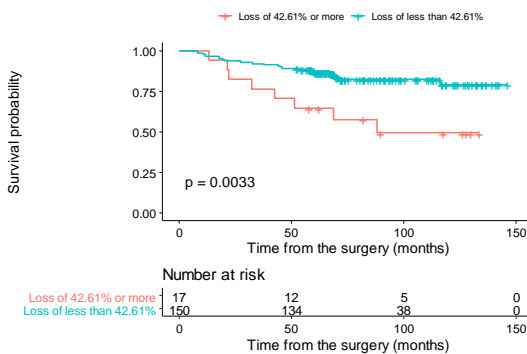 Loss of 42.61% or more Loss of less than 42.61%
Survival probability
1.00
0.75
0.50
0.25
0.00
p = 0.0033
0 50 100 150
Time from the surgery (months)
Number at risk
Loss of 42.61% or more 17 12 5 0
Loss of less than 42.61% 150 134 38 0
0 50 100 150
Time from the surgery (months)